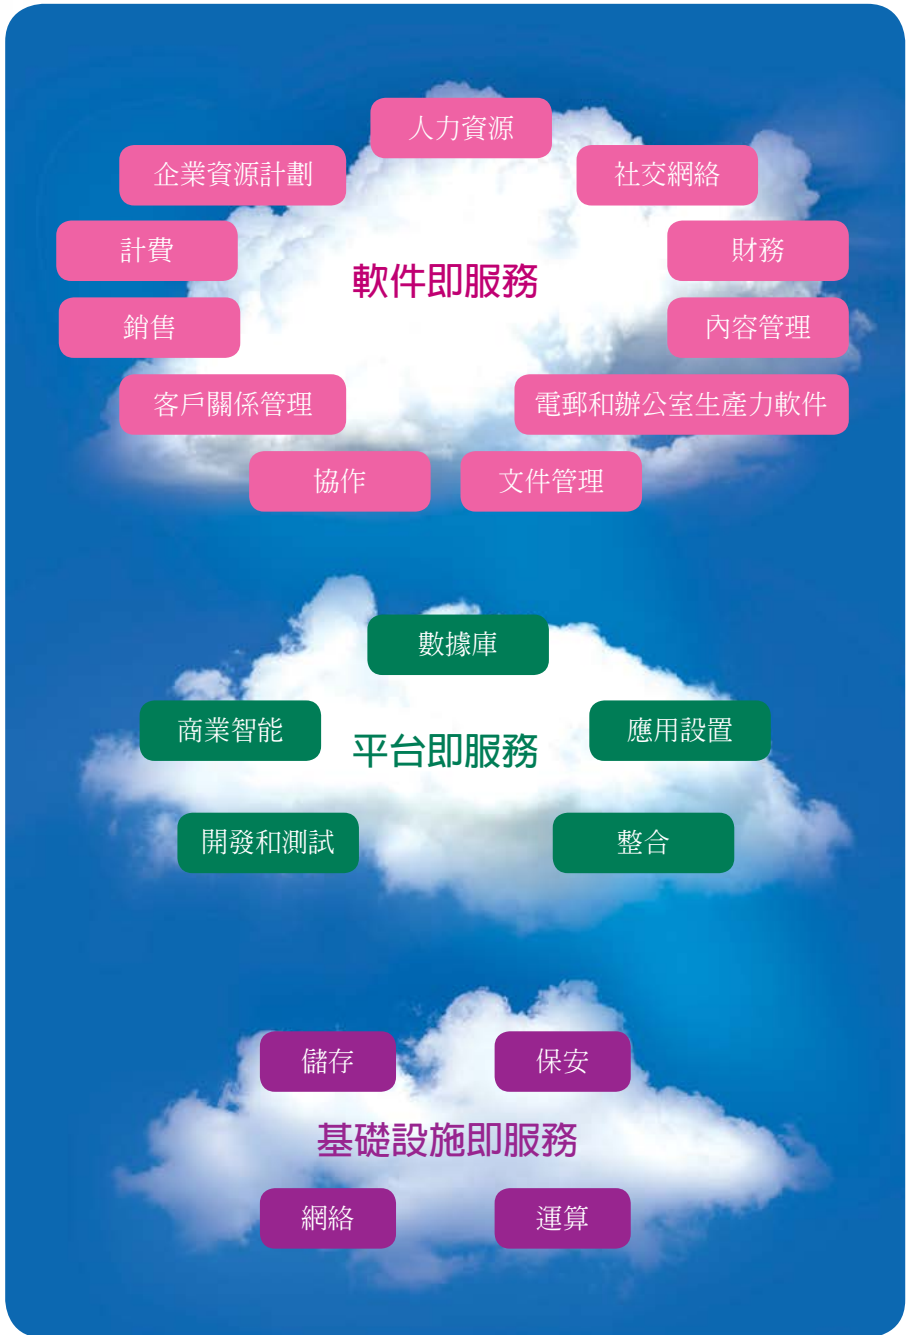 人力資源
企業資源計劃
社交網絡
計費
財務
軟件即服務
銷售
內容管理
客戶關係管理
電郵和辦公室生產力軟件
協作
文件管理
數據庫
商業智能
平台即服務
應用設置
開發和測試
整合
儲存
保安
基礎設施即服務
網絡
運算